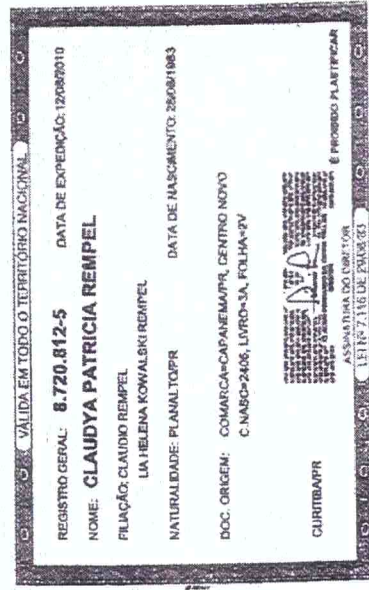 VÁLIDA EM TODO O TERRITÓRIO NACIONAL
REGISTRO GERAL: 8.720.812-5 DATA DE EXPEDIÇÃO: 12/08/2010
NOME: CLAUDYA PATRICIA REMPEL
FILIAÇÃO: CLAUDIO REMPEL
LIA HELENA KOWALSKI REMPEL
NATURALIDADE: PLANALTO/PR DATA DE NASCIMENTO: 28/08/1983
DOC. ORIGEM: COMARCA=CAPANEMA/PR, CENTRO NOVO
C.NASC=2406, LIVRO=3A, FOLHA=2V
CURITIBA/PR
ASSINATURA DO DIRETOR
É PROIBIDO PLASTIFICAR
LEI Nº 7.116 DE 29/08/83